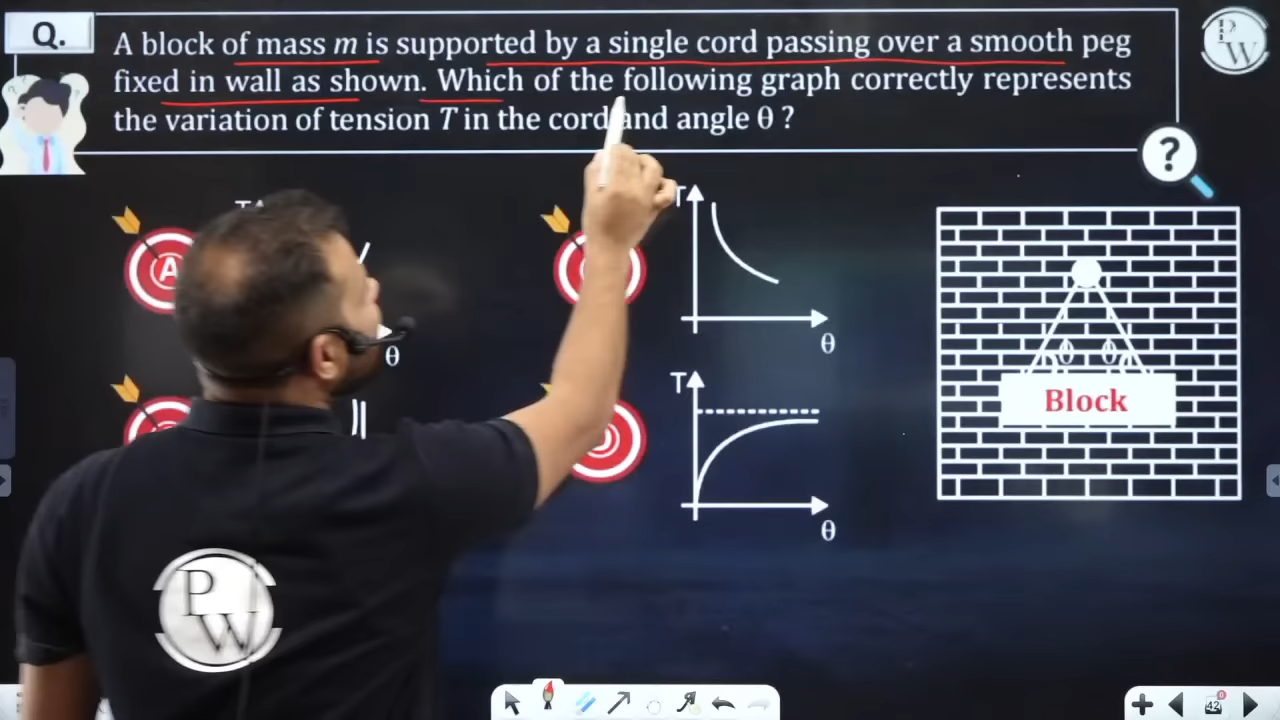 Q.
A block of mass m is supported by a single cord passing over a smooth peg
fixed in wall as shown. Which of the following graph correctly represents
the variation of tension T in the cord and angle θ ?
P
W
?
A
θ
T
θ
θ θ
Block
T
D
θ
P
W
42